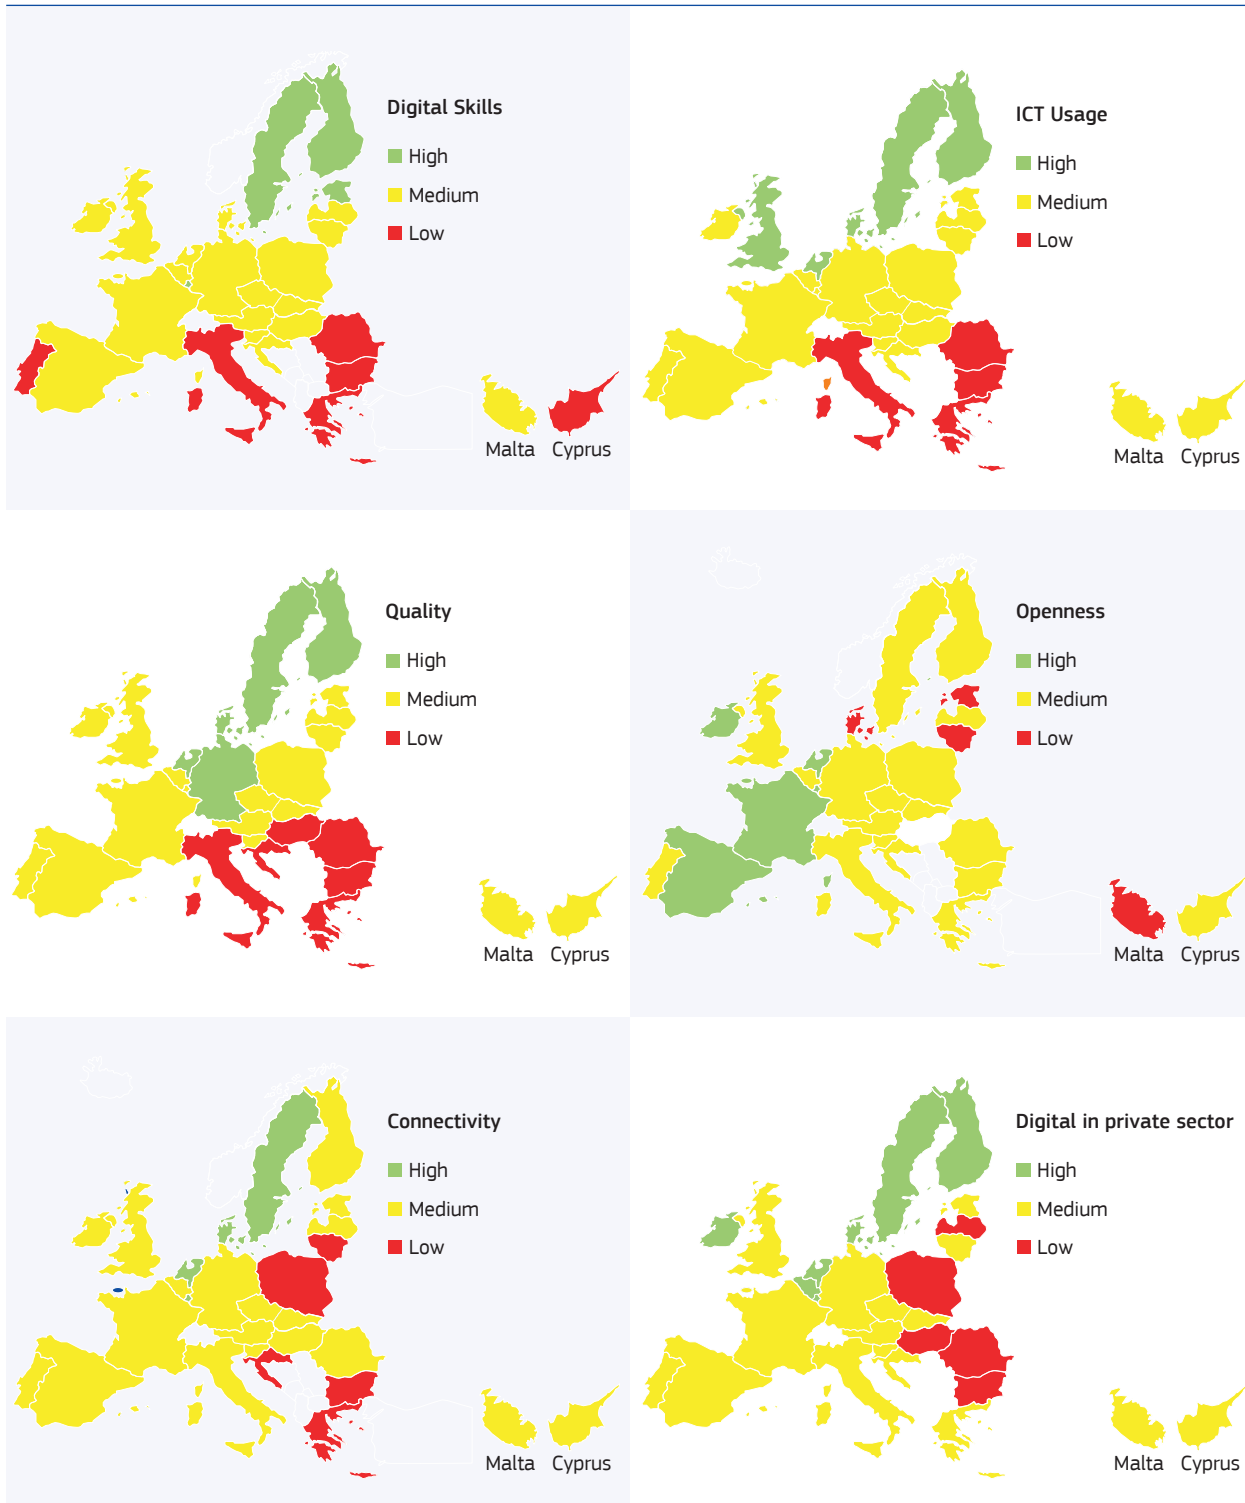 Digital Skills
High
Medium
Low
Malta Cyprus
ICT Usage
High
Medium
Low
Malta Cyprus
Quality
High
Medium
Low
Malta Cyprus
Openness
High
Medium
Low
Malta Cyprus
Connectivity
High
Medium
Low
Malta Cyprus
Digital in private sector
High
Medium
Low
Malta Cyprus